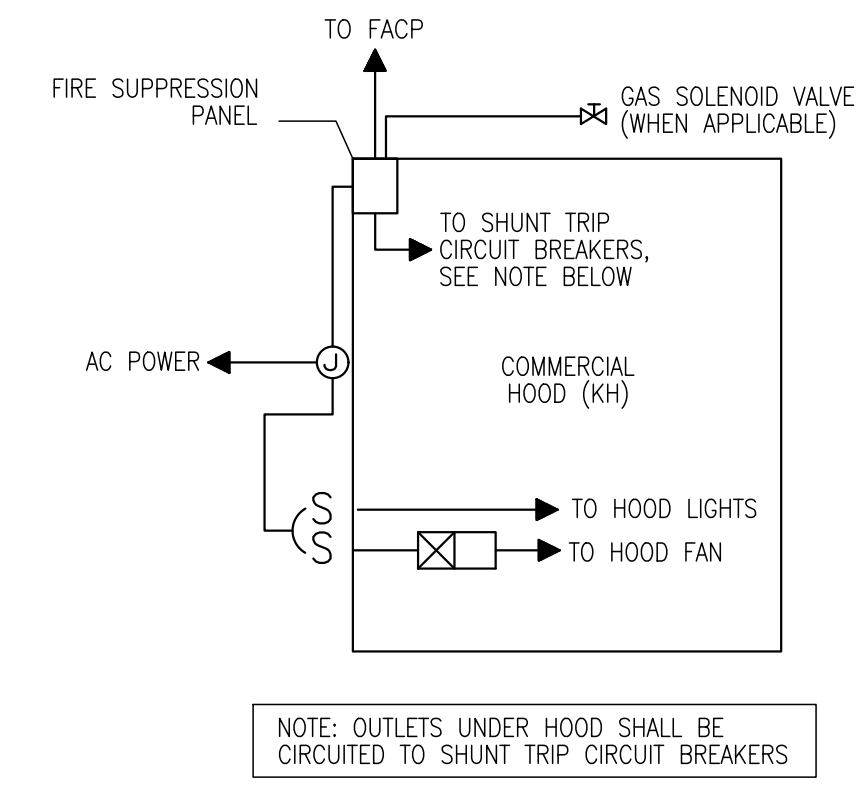 TO FACP
FIRE SUPPRESSION
PANEL
GAS SOLENOID VALVE
(WHEN APPLICABLE)
TO SHUNT TRIP
CIRCUIT BREAKERS,
SEE NOTE BELOW
AC POWER
J
COMMERCIAL
HOOD (KH)
S
TO HOOD LIGHTS
S
TO HOOD FAN
NOTE: OUTLETS UNDER HOOD SHALL BE
CIRCUITED TO SHUNT TRIP CIRCUIT BREAKERS